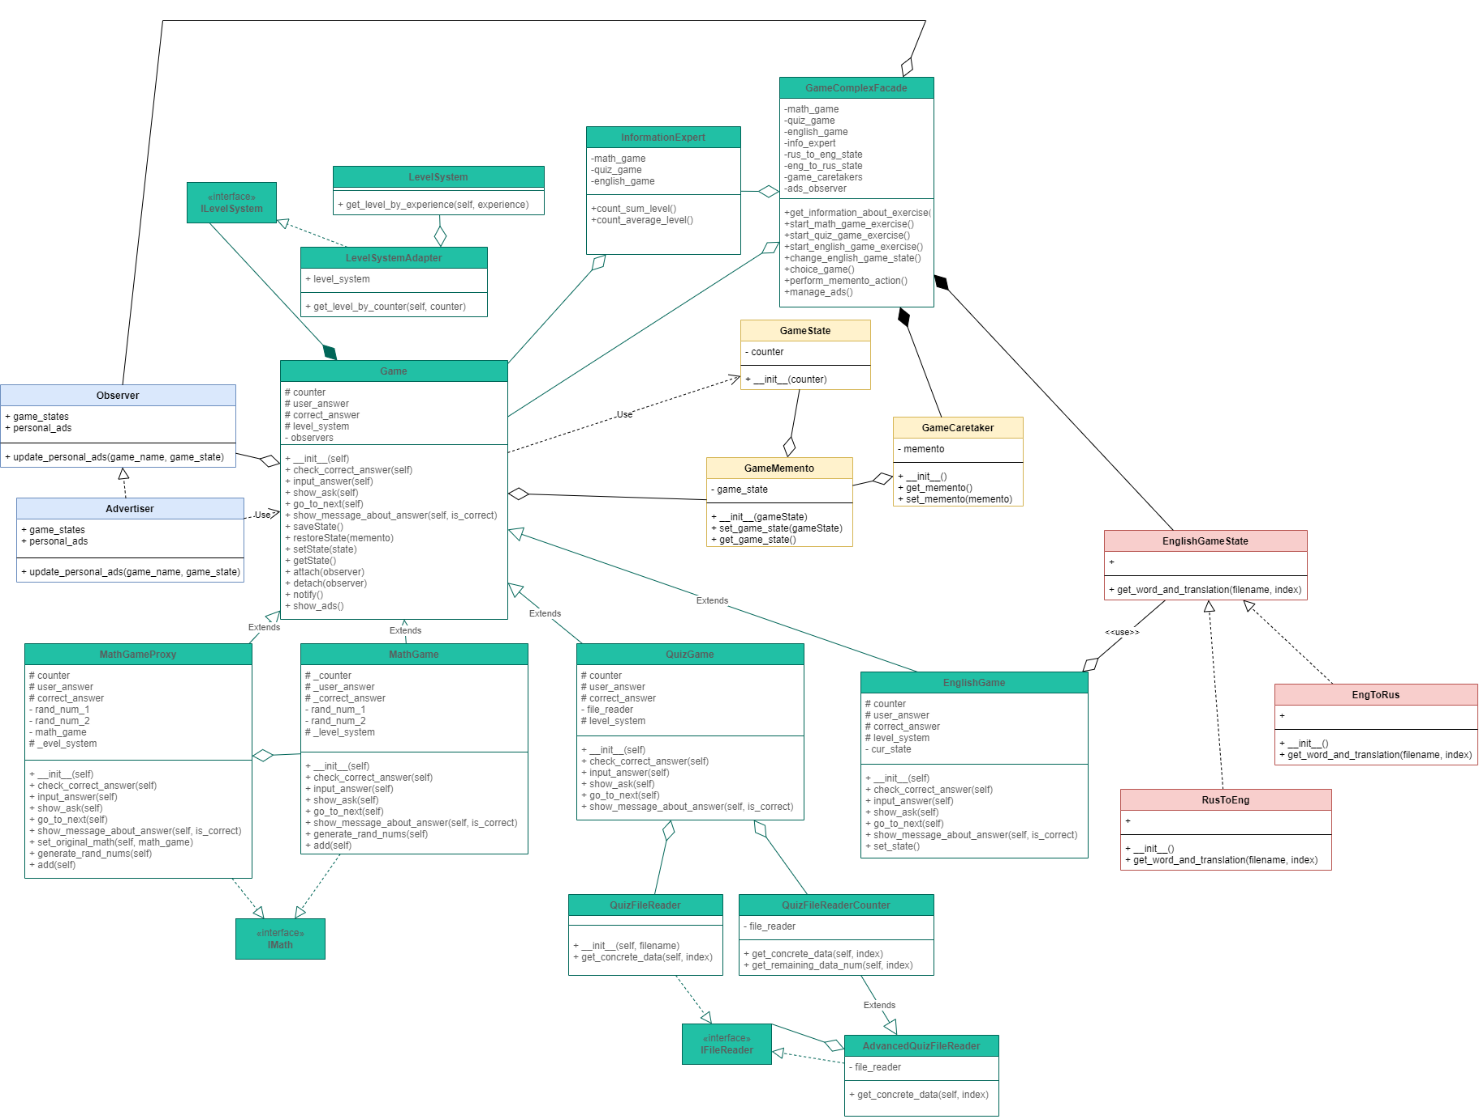 GameComplexFacade
-math_game
-quiz_game
-english_game
-info_expert
-rus_to_eng_state
-eng_to_rus_state
-game_caretakers
-ads_observer
+get_information_about_exercise(
+start_math_game_exercise()
+start_quiz_game_exercise()
+start_english_game_exercise()
+change_english_game_state()
+choice_game()
+perform_memento_action()
+manage_ads()
InformationExpert
-math_game
-quiz_game
-english_game
+count_sum_level()
+count_average_level()
LevelSystem
+ get_level_by_experience(self, experience)
«interface»
ILevelSystem
LevelSystemAdapter
+ level_system
+ get_level_by_counter(self, counter)
GameState
- counter
+ __init__(counter)
Game
# counter
# user_answer
# correct_answer
# level_system
- observers
+ __init__(self)
+ check_correct_answer(self)
+ input_answer(self)
+ show_ask(self)
+ go_to_next(self)
+ show_message_about_answer(self, is_correct)
+ saveState()
+ restoreState(memento)
+ setState(state)
+ getState()
+ attach(observer)
+ detach(observer)
+ notify()
+ show_ads()
Use
Observer
+ game_states
+ personal_ads
+ update_personal_ads(game_name, game_state)
Advertiser
+ game_states
+ personal_ads
+ update_personal_ads(game_name, game_state)
Use
GameCaretaker
- memento
+ __init__()
+ get_memento()
+ set_memento(memento)
GameMemento
- game_state
+ __init__(gameState)
+ set_game_state(gameState)
+ get_game_state()
EnglishGameState
+
+ get_word_and_translation(filename, index)
<<use>>
Extends
Extends
Extends
Extends
MathGameProxy
# counter
# user_answer
# correct_answer
- rand_num_1
- rand_num_2
- math_game
# _evel_system
+ __init__(self)
+ check_correct_answer(self)
+ input_answer(self)
+ show_ask(self)
+ go_to_next(self)
+ show_message_about_answer(self, is_correct)
+ set_original_math(self, math_game)
+ generate_rand_nums(self)
+ add(self)
MathGame
# _counter
# _user_answer
# _correct_answer
- rand_num_1
- rand_num_2
# _level_system
+ __init__(self)
+ check_correct_answer(self)
+ input_answer(self)
+ show_ask(self)
+ go_to_next(self)
+ show_message_about_answer(self, is_correct)
+ generate_rand_nums(self)
+ add(self)
QuizGame
# counter
# user_answer
# correct_answer
- file_reader
# level_system
+ __init__(self)
+ check_correct_answer(self)
+ input_answer(self)
+ show_ask(self)
+ go_to_next(self)
+ show_message_about_answer(self, is_correct)
EnglishGame
# counter
# user_answer
# correct_answer
# level_system
- cur_state
+ __init__(self)
+ check_correct_answer(self)
+ input_answer(self)
+ show_ask(self)
+ go_to_next(self)
+ show_message_about_answer(self, is_correct)
+ set_state()
EngToRus
+
+ __init__()
+ get_word_and_translation(filename, index)
RusToEng
+
+ __init__()
+ get_word_and_translation(filename, index)
«interface»
IMath
QuizFileReader
+ __init__(self, filename)
+ get_concrete_data(self, index)
QuizFileReaderCounter
- file_reader
+ get_concrete_data(self, index)
+ get_remaining_data_num(self, index)
Extends
«interface»
IFileReader
AdvancedQuizFileReader
- file_reader
+ get_concrete_data(self, index)